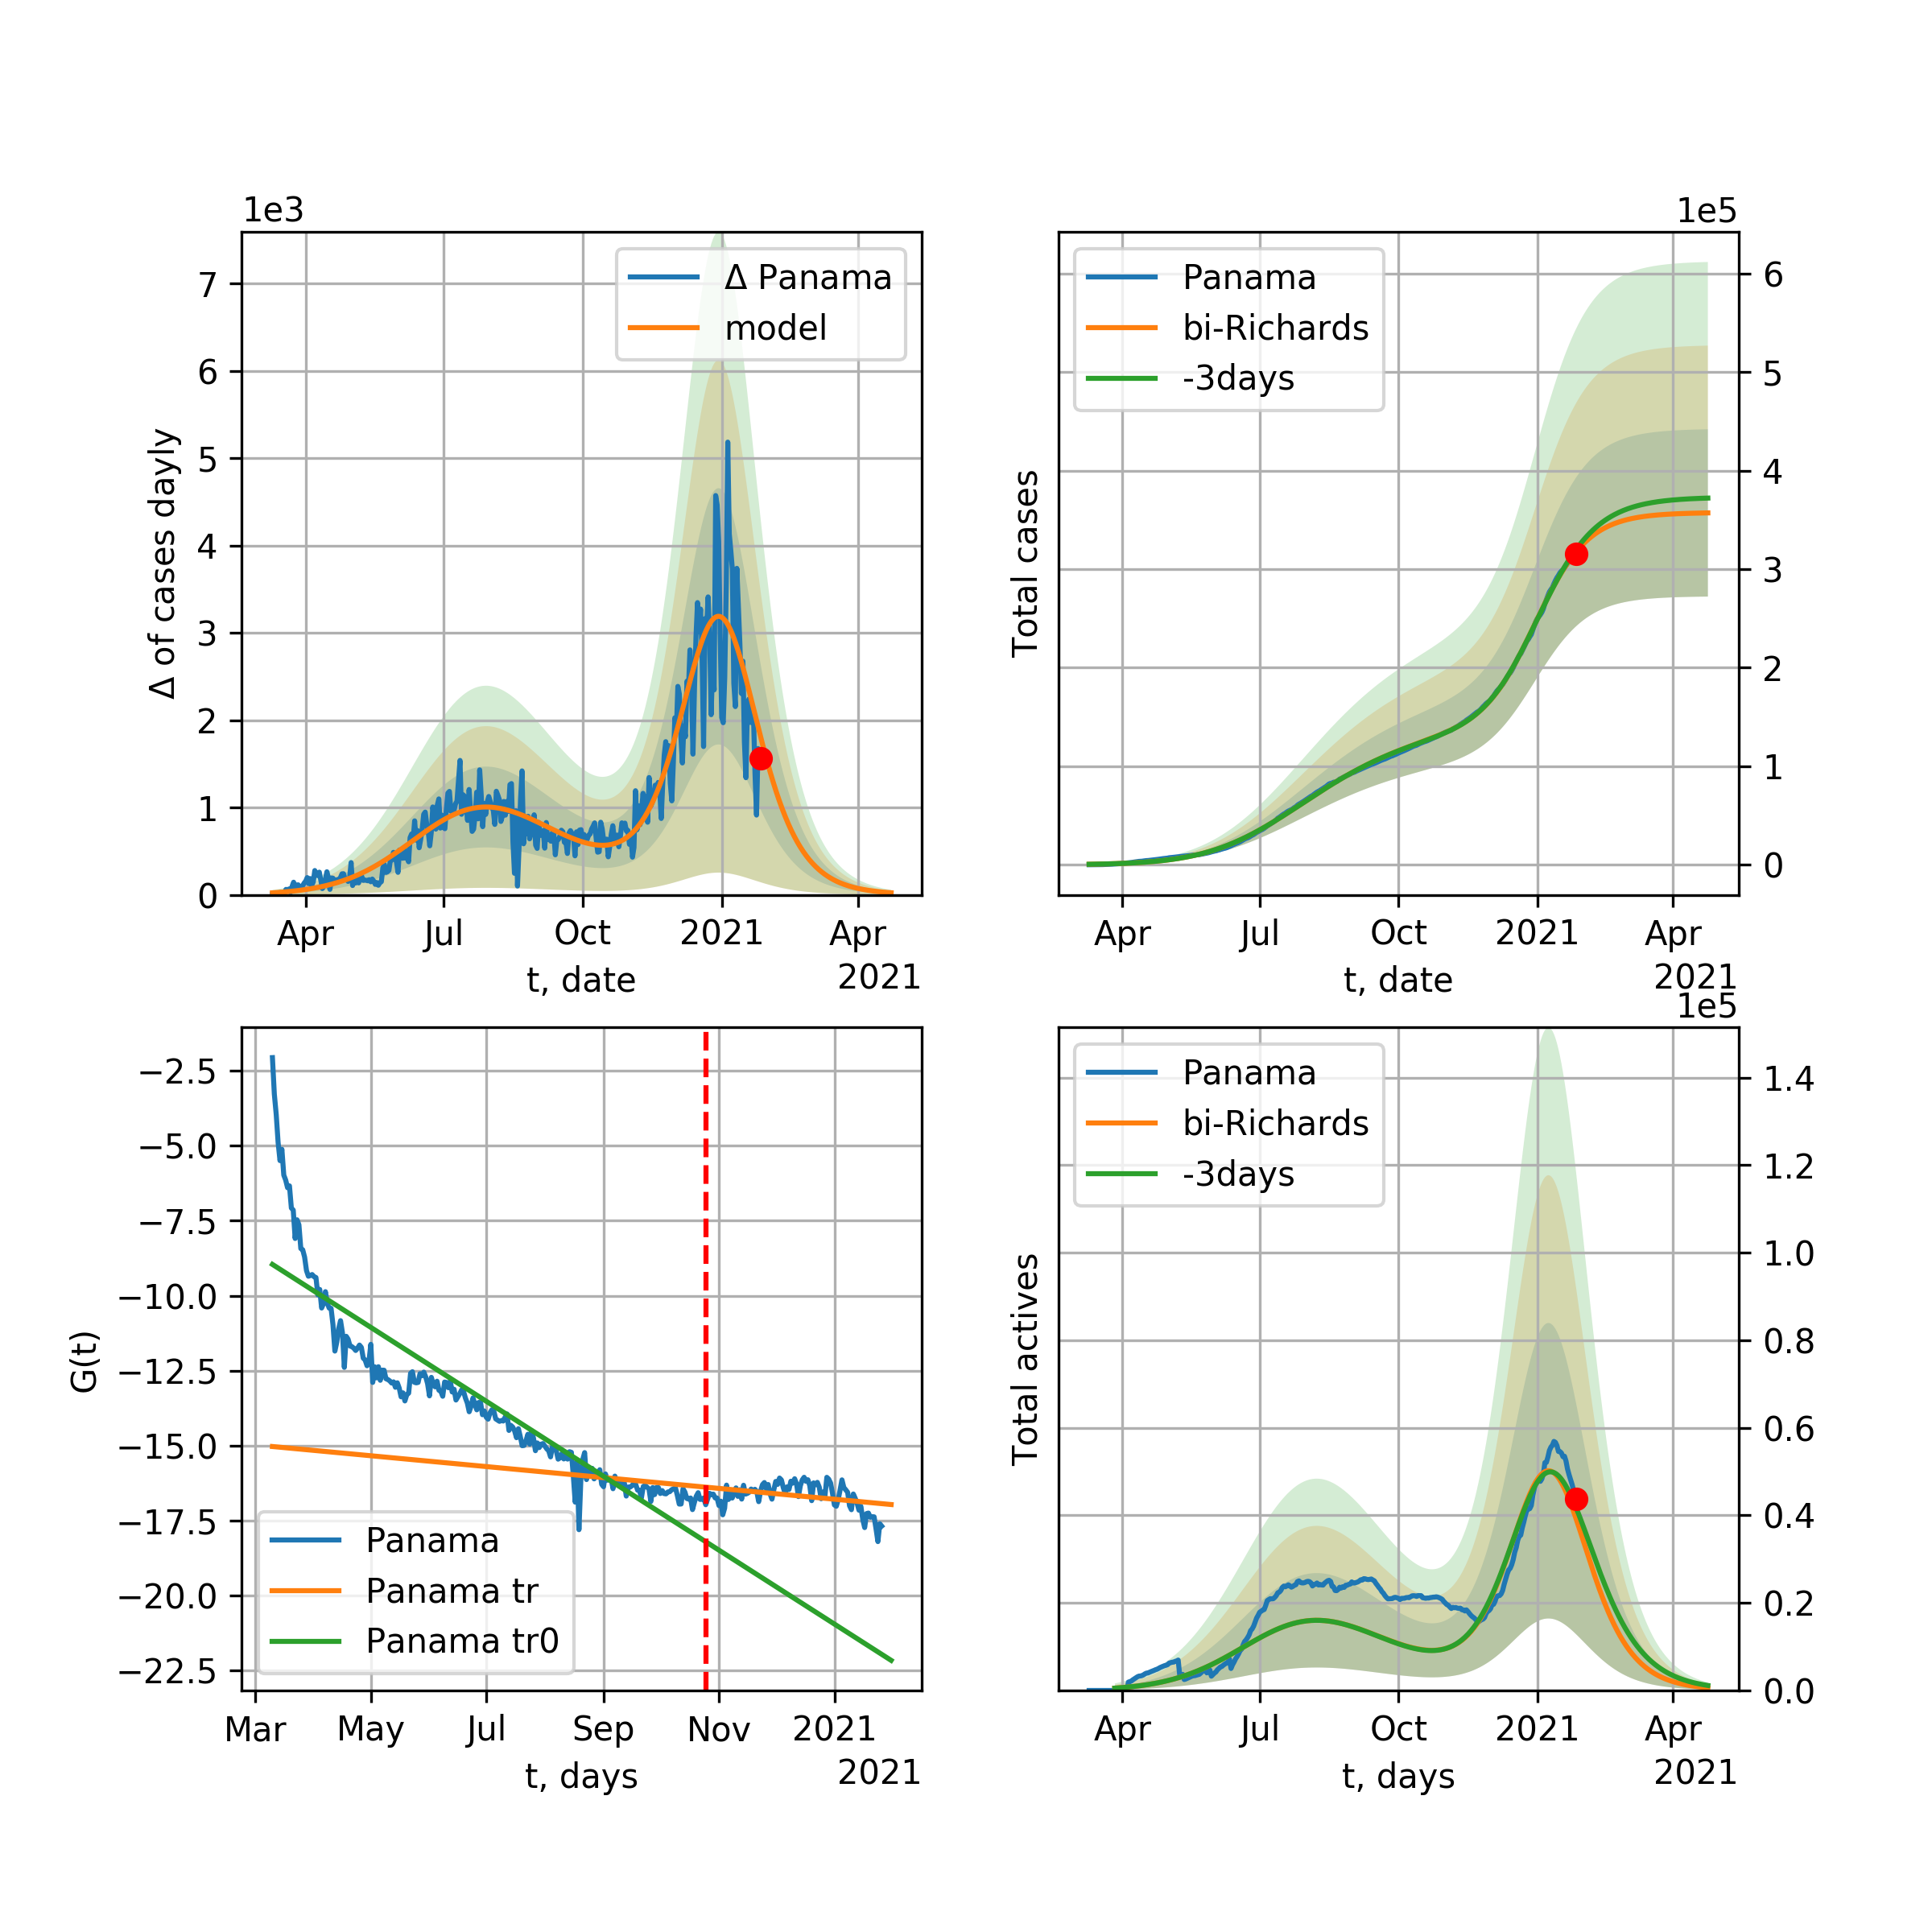 1e3
7
6
5
4
3
2
1
0
Δ of cases dayly
Δ Panama
model
Apr Jul Oct 2021 Apr
t, date
2021
1e5
Total cases
Panama
bi-Richards
-3days
6
5
4
3
2
1
0
Apr Jul Oct 2021 Apr
t, date
2021
−2.5
−5.0
−7.5
−10.0
−12.5
−15.0
−17.5
−20.0
−22.5
G(t)
Panama
Panama tr
Panama tr0
Mar May Jul Sep Nov 2021
t, days
2021
1e5
Total actives
Panama
bi-Richards
-3days
1.4
1.2
1.0
0.8
0.6
0.4
0.2
0.0
Apr Jul Oct 2021 Apr
t, days
2021